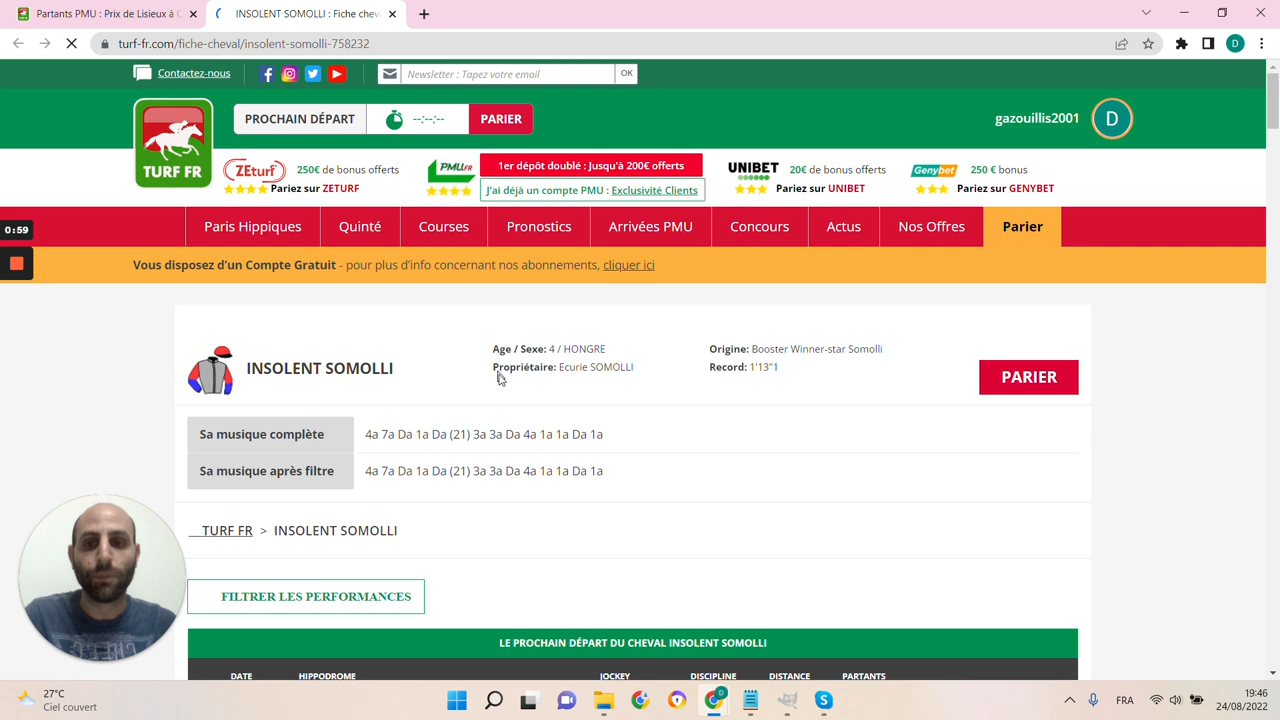 Partants PMU : Prix de Lisieux à C
INSOLENT SOMOLLI : Fiche chev
turf-fr.com/fiche-cheval/insolent-somolli-758232
D
Contactez-nous
Newsletter : Tapez votre email
OK
TURF FR
PROCHAIN DÉPART
--:--:--
PARIER
gazouillis2001
D
ZEturf
250€ de bonus offerts
Pariez sur ZETURF
PMU.FR
1er dépôt doublé : Jusqu'à 200€ offerts
J'ai déjà un compte PMU : Exclusivité Clients
UNIBET
20€ de bonus offerts
Pariez sur UNIBET
Genybet
250 € bonus
Pariez sur GENYBET
0:59
Paris Hippiques
Quinté
Courses
Pronostics
Arrivées PMU
Concours
Actus
Nos Offres
Parier
Vous disposez d'un Compte Gratuit - pour plus d'info concernant nos abonnements, cliquer ici
INSOLENT SOMOLLI
Age / Sexe: 4 / HONGRE
Propriétaire: Ecurie SOMOLLI
Origine: Booster Winner-star Somolli
Record: 1'13"1
PARIER
Sa musique complète
4a 7a Da 1a Da (21) 3a 3a Da 4a 1a 1a Da 1a
Sa musique après filtre
4a 7a Da 1a Da (21) 3a 3a Da 4a 1a 1a Da 1a
TURF FR > INSOLENT SOMOLLI
FILTRER LES PERFORMANCES
LE PROCHAIN DÉPART DU CHEVAL INSOLENT SOMOLLI
DATE
HIPPODROME
JOCKEY
DISCIPLINE
DISTANCE
PARTANTS
27°C
Ciel couvert
D
FRA
19:46
24/08/2022